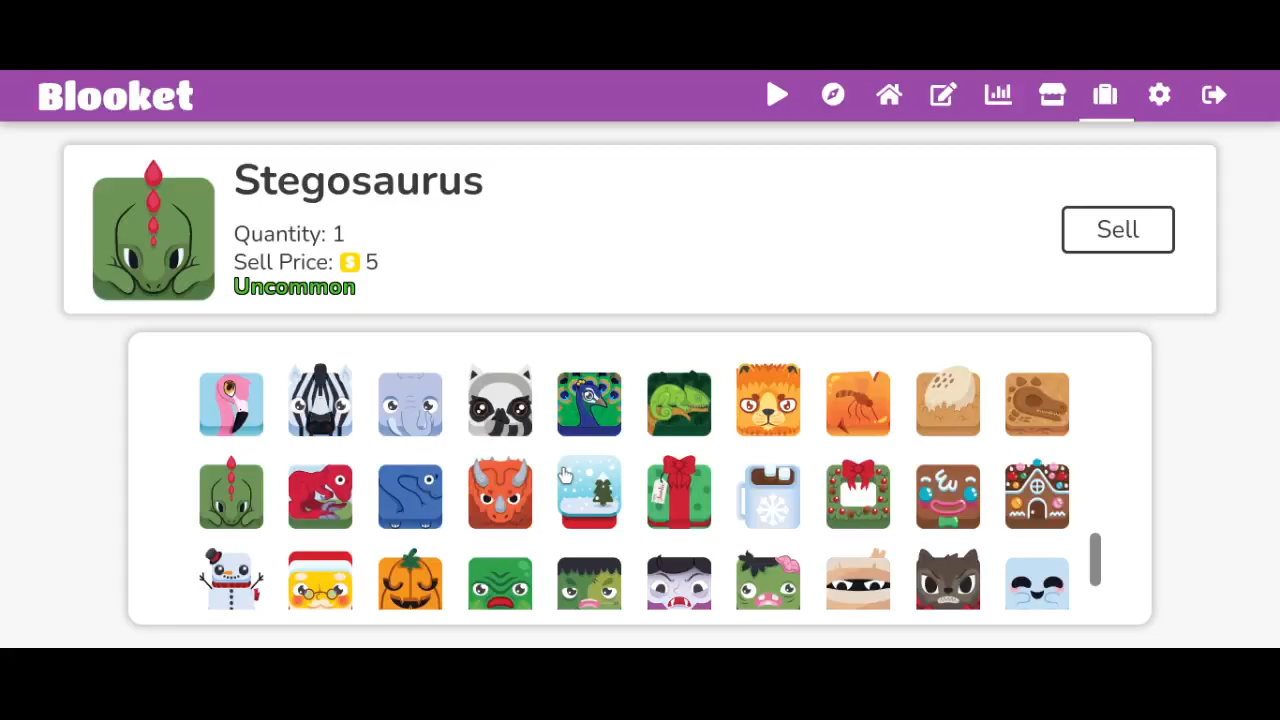 Blooket
Stegosaurus
Quantity: 1
Sell Price: 5
Uncommon
Sell